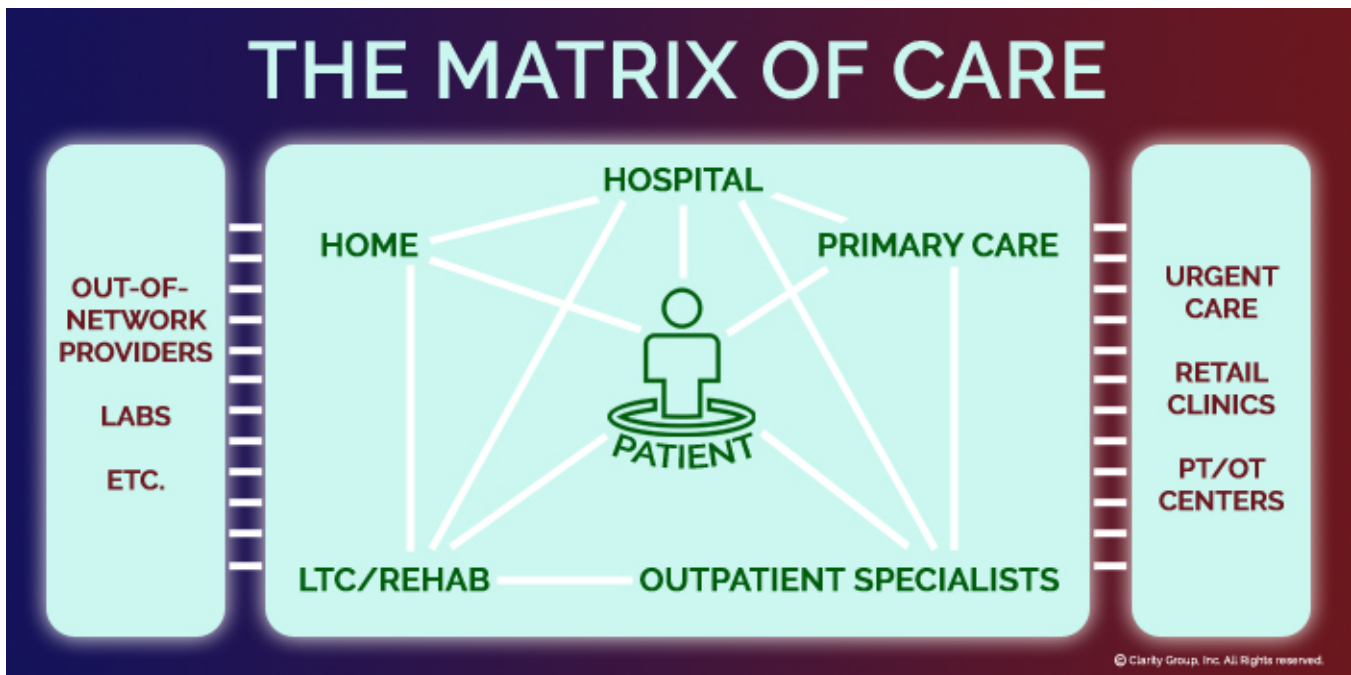 THE MATRIX OF CARE
OUT-OF-
NETWORK
PROVIDERS
LABS
ETC.
HOSPITAL
HOME
PRIMARY CARE
PATIENT
LTC/REHAB
OUTPATIENT SPECIALISTS
URGENT
CARE
RETAIL
CLINICS
PT/OT
CENTERS
© Clarity Group, Inc. All Rights reserved.